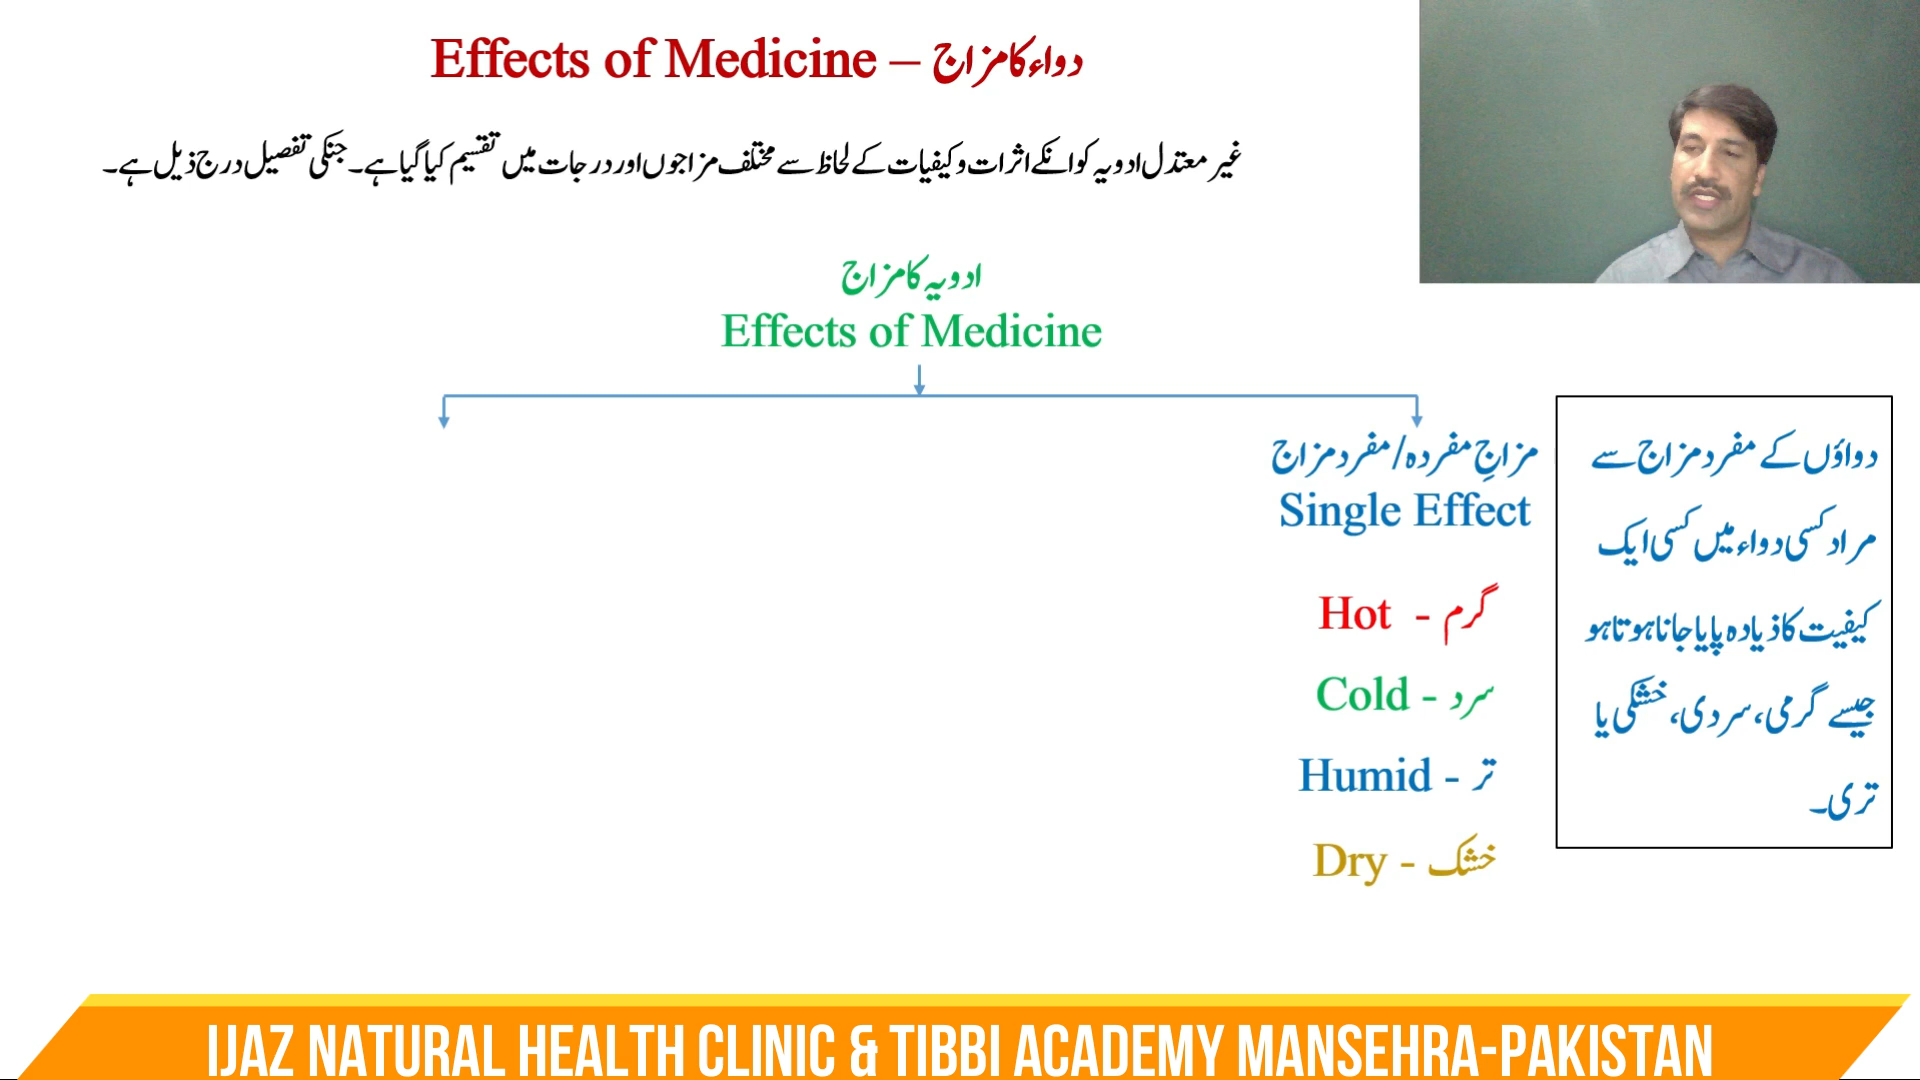 Effects of Medicine – دواء کا مزاج
غیر معتدل ادویہ کو انکے اثرات و کیفیات کے لحاظ سے مختلف مزاجوں اور درجات میں تقسیم کیا گیا ہے۔ جنکی تفصیل درج ذیل ہے۔
ادویہ کا مزاج
Effects of Medicine
مزاجِ مفردہ/مفرد مزاج
Single Effect
Hot - گرم
Cold - سرد
Humid - تر
Dry - خشک
دواؤں کے مفرد مزاج سے
مراد کسی دواء میں کسی ایک
کیفیت کا ذیادہ پایا جانا ہوتا ہو
جیسے گرمی، سردی، خشکی یا
تری۔
IJAZ NATURAL HEALTH CLINIC & TIBBI ACADEMY MANSEHRA-PAKISTAN